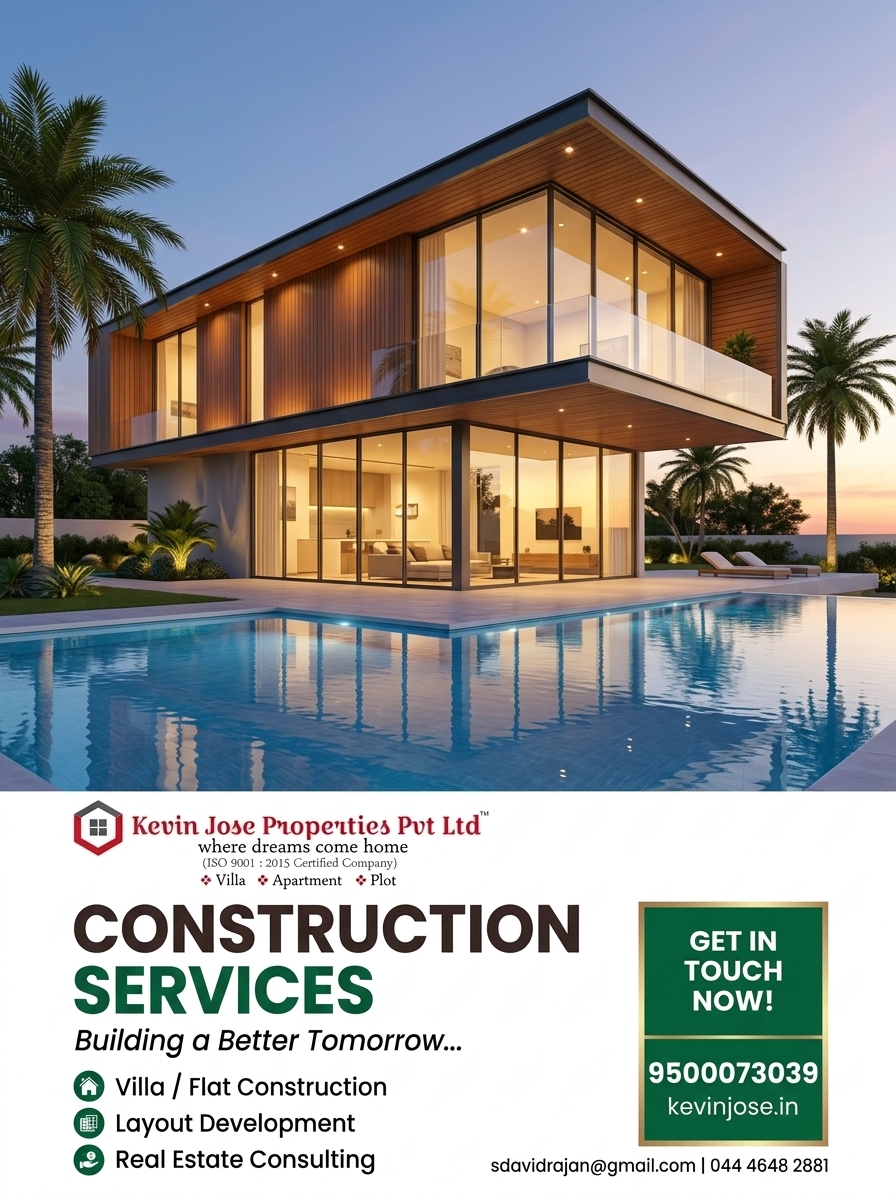 Kevin Jose Properties Pvt Ltd™
where dreams come home
(ISO 9001 : 2015 Certified Company)
❖ Villa ❖ Apartment ❖ Plot
CONSTRUCTION
SERVICES
Building a Better Tomorrow...
Villa / Flat Construction
Layout Development
Real Estate Consulting
GET IN
TOUCH
NOW!
9500073039
kevinjose.in
sdavidrajan@gmail.com | 044 4648 2881